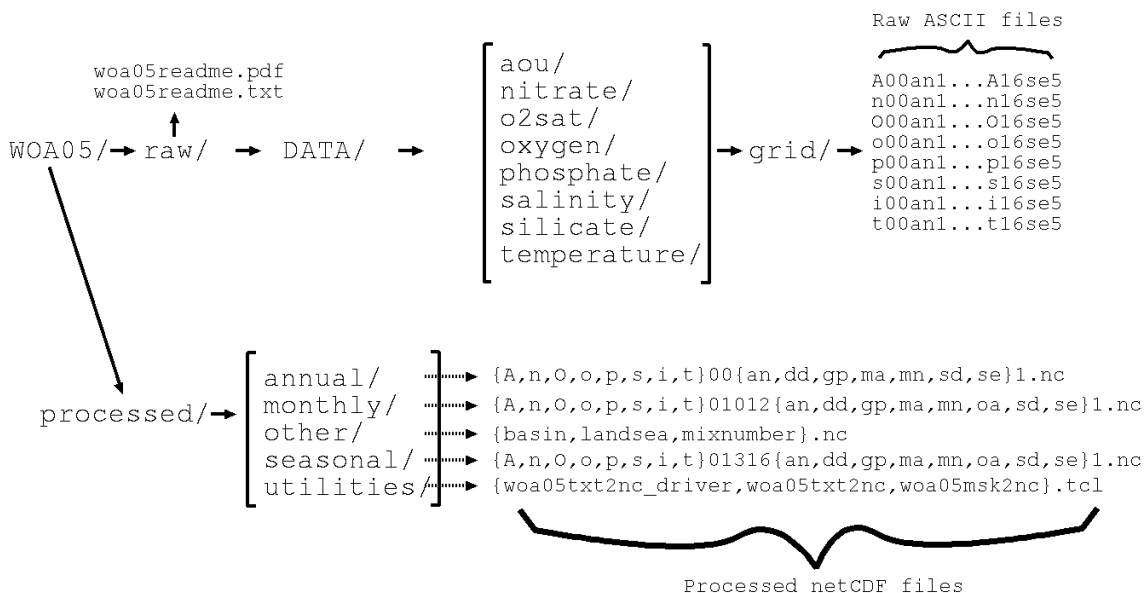 Raw ASCII files
woa05readme.pdf
woa05readme.txt
WOA05/
raw/
DATA/
aou/
nitrate/
o2sat/
oxygen/
phosphate/
salinity/
silicate/
temperature/
grid/
A00an1...A16se5
n00an1...n16se5
O00an1...O16se5
o00an1...o16se5
p00an1...p16se5
s00an1...s16se5
i00an1...i16se5
t00an1...t16se5
processed/
annual/ {A,n,O,o,p,s,i,t}00{an,dd,gp,ma,mn,sd,se}1.nc
monthly/ {A,n,O,o,p,s,i,t}01012{an,dd,gp,ma,mn,oa,sd,se}1.nc
other/ {basin,landsea,mixnumber}.nc
seasonal/ {A,n,O,o,p,s,i,t}01316{an,dd,gp,ma,mn,oa,sd,se}1.nc
utilities/ {woa05txt2nc_driver,woa05txt2nc,woa05msk2nc}.tcl
Processed netCDF files